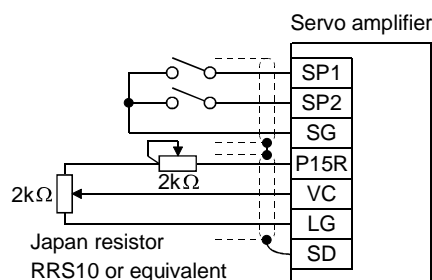 Servo amplifier
SP1
SP2
SG
P15R
2kΩ
VC
2kΩ
LG
Japan resistor
SD
RRS10 or equivalent